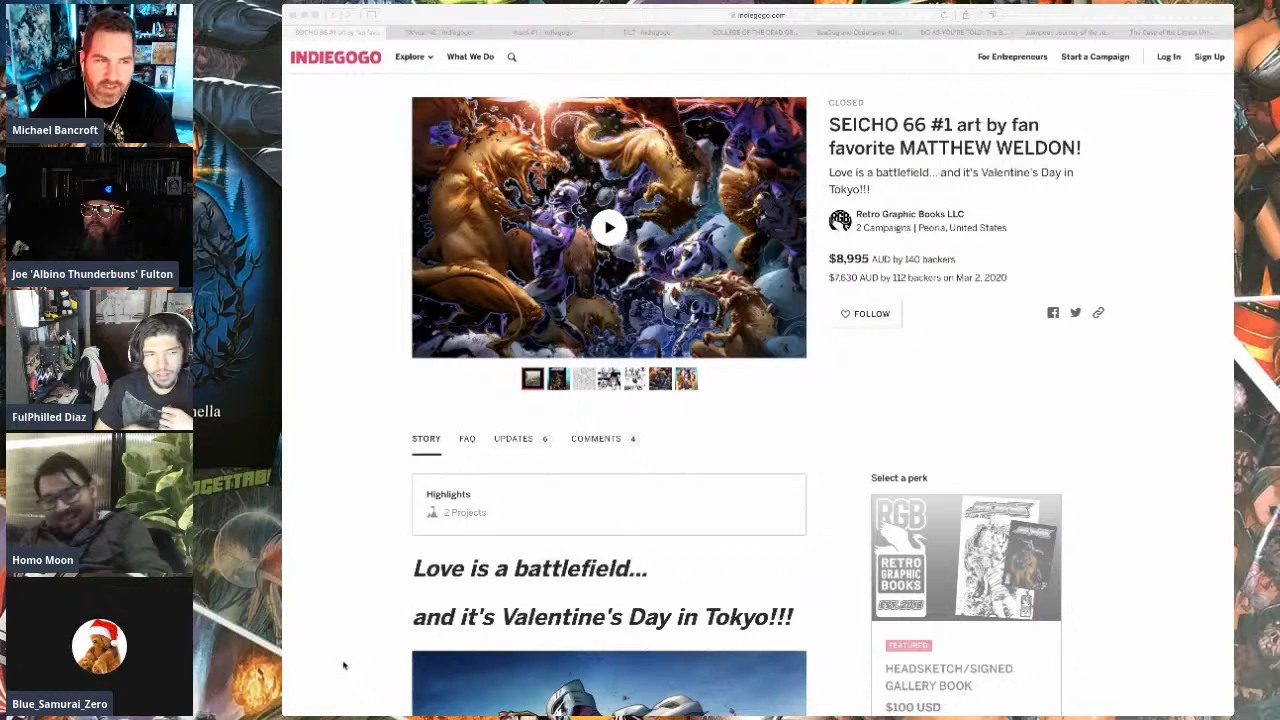 Michael Bancroft
Joe 'Albino Thunderbuns' Fulton
FulPhilled Diaz
nella
GETTAB!
Homo Moon
Blue_Samurai_Zero
indiegogo.com
INDIEGOGO
Explore
What We Do
For Entrepreneurs
Start a Campaign
Log In
Sign Up
CLOSED
SEICHO 66 #1 art by fan
favorite MATTHEW WELDON!
Love is a battlefield... and it's Valentine's Day in
Tokyo!!!
Retro Graphic Books LLC
2 Campaigns | Peoria, United States
$8,995 AUD by 140 backers
$7,630 AUD by 112 backers on Mar 2, 2020
FOLLOW
STORY
FAQ
UPDATES 6
COMMENTS 4
Highlights
2 Projects
Love is a battlefield...
and it's Valentine's Day in Tokyo!!!
Select a perk
RGB
RETRO
GRAPHIC
BOOKS
FEATURED
HEADSKETCH/SIGNED
GALLERY BOOK
$100 USD